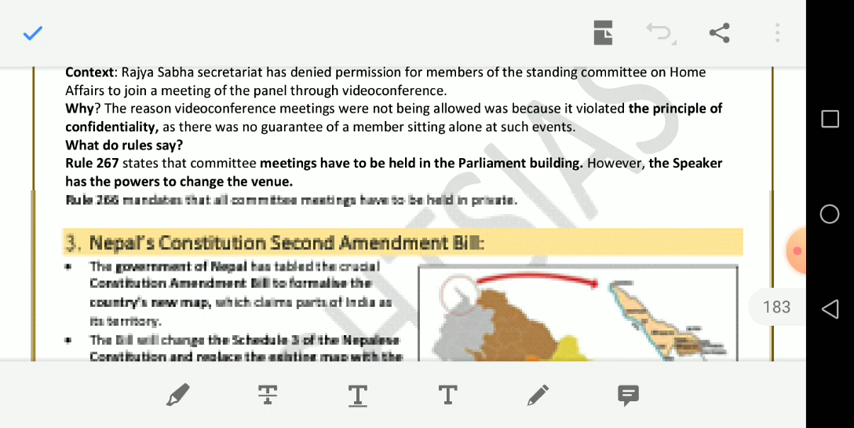 Context: Rajya Sabha secretariat has denied permission for members of the standing committee on Home
Affairs to join a meeting of the panel through videoconference.
Why? The reason videoconference meetings were not being allowed was because it violated the principle of
confidentiality, as there was no guarantee of a member sitting alone at such events.
What do rules say?
Rule 267 states that committee meetings have to be held in the Parliament building. However, the Speaker
has the powers to change the venue.
Rule 266 mandates that all committee meetings have to be held in private.
3. Nepal's Constitution Second Amendment Bill:
• The government of Nepal has tabled the crucial
Constitution Amendment Bill to formalise the
country's new map, which claims parts of India as
its territory.
• The Bill will change the Schedule 3 of the Nepalese
Constitution and replace the existing map with the
183